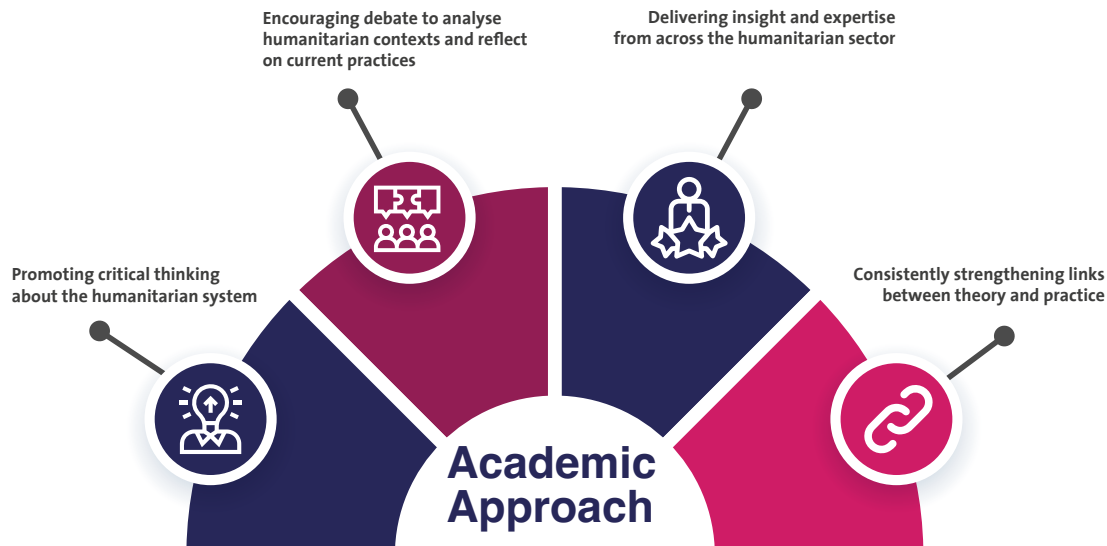 Encouraging debate to analyse
humanitarian contexts and reflect
on current practices
Delivering insight and expertise
from across the humanitarian sector
Promoting critical thinking
about the humanitarian system
Consistently strengthening links
between theory and practice
Academic
Approach